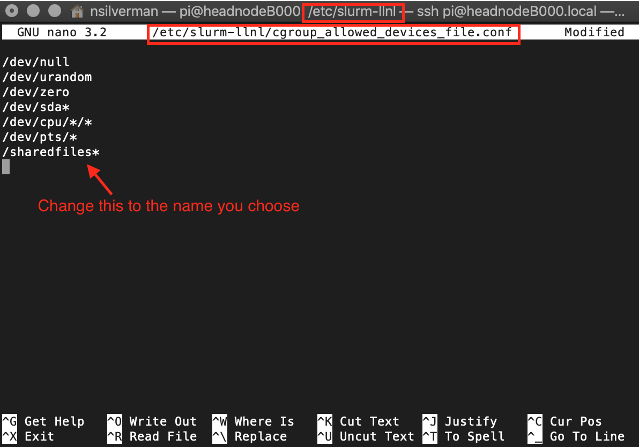 nsilverman — pi@headnodeB000 /etc/slurm-llnl — ssh pi@headnodeB000.local —...
GNU nano 3.2 /etc/slurm-llnl/cgroup_allowed_devices_file.conf Modified
/dev/null
/dev/urandom
/dev/zero
/dev/sda*
/dev/cpu/*/*
/dev/pts/*
/sharedfiles*
Change this to the name you choose
^G Get Help ^O Write Out ^W Where Is ^K Cut Text ^J Justify ^C Cur Pos
^X Exit ^R Read File ^\ Replace ^U Uncut Text ^T To Spell ^_ Go To Line